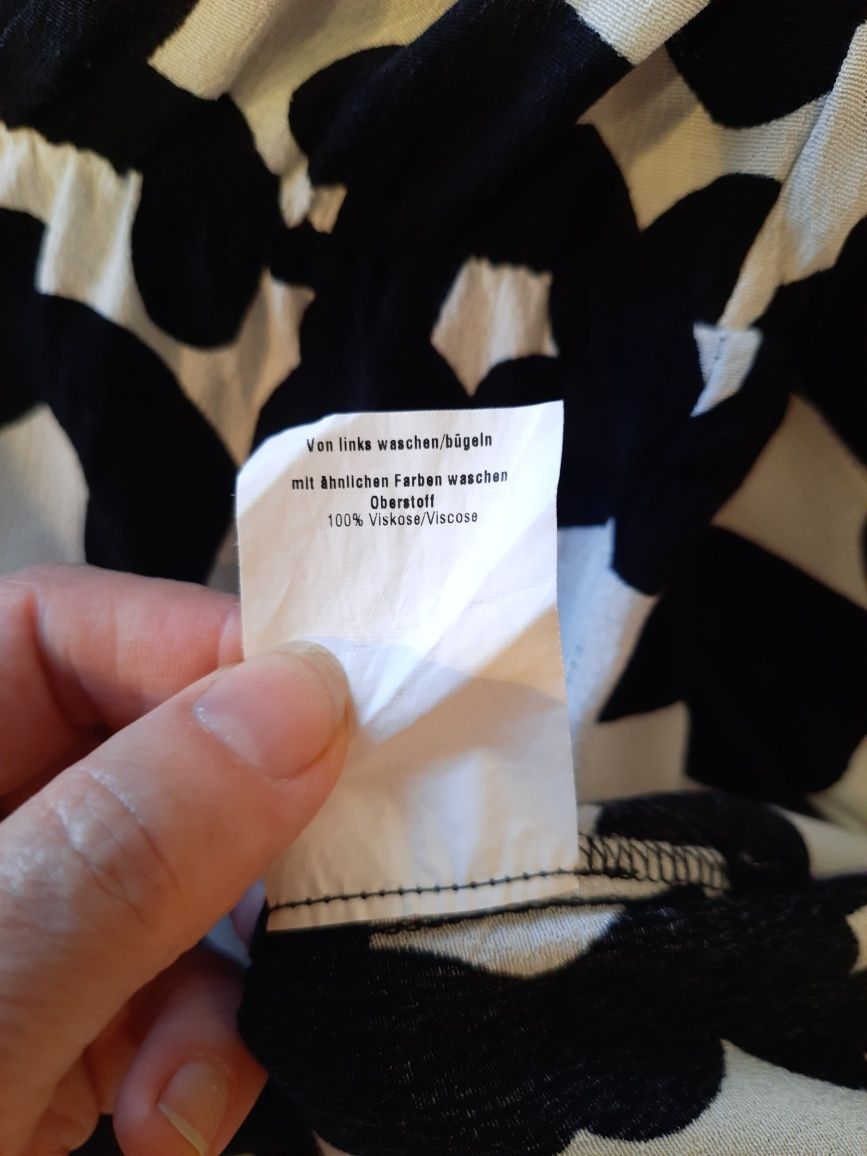 Von links waschen/bügeln
mit ähnlichen Farben waschen
Oberstoff
100% Viskose/Viscose